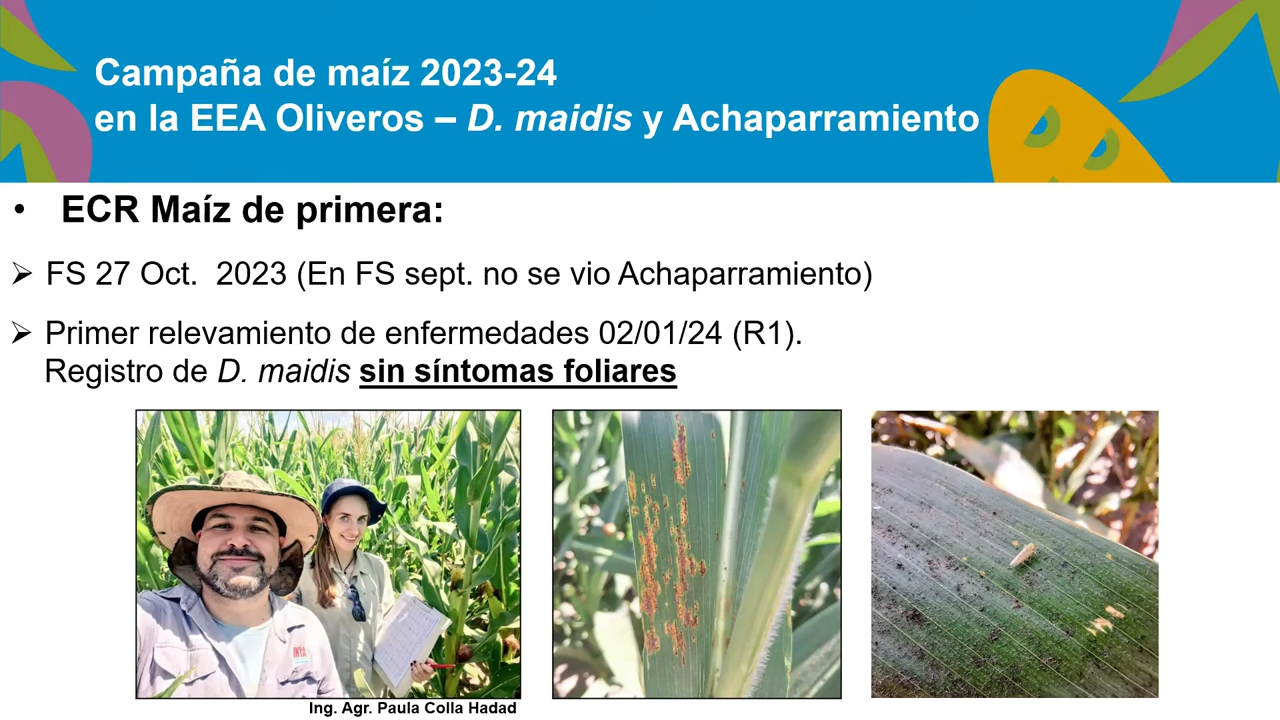 Campaña de maíz 2023-24
en la EEA Oliveros – D. maidis y Achaparramiento
• ECR Maíz de primera:
➢ FS 27 Oct. 2023 (En FS sept. no se vio Achaparramiento)
➢ Primer relevamiento de enfermedades 02/01/24 (R1).
Registro de D. maidis sin síntomas foliares
INTA
Ing. Agr. Paula Colla Hadad